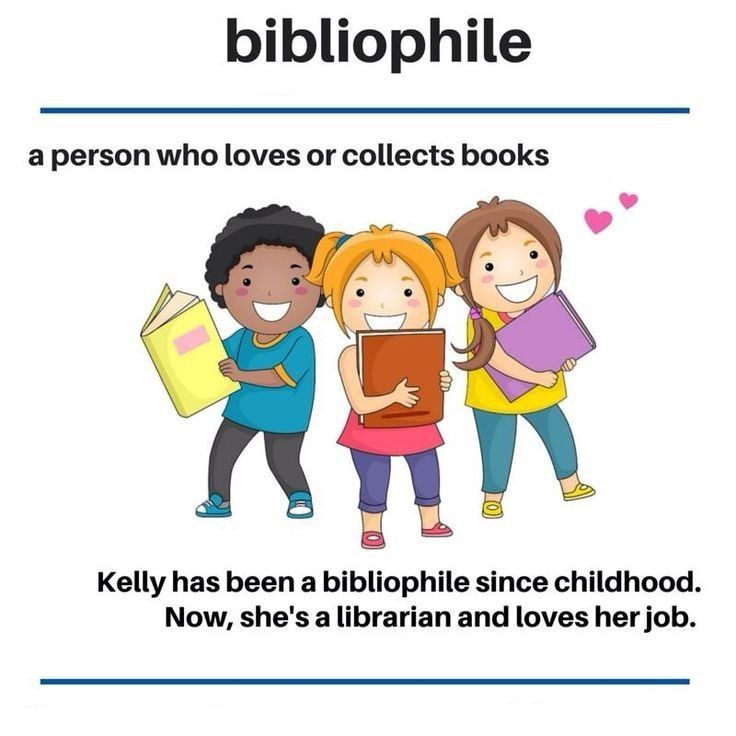 bibliophile
a person who loves or collects books
Kelly has been a bibliophile since childhood.
Now, she's a librarian and loves her job.